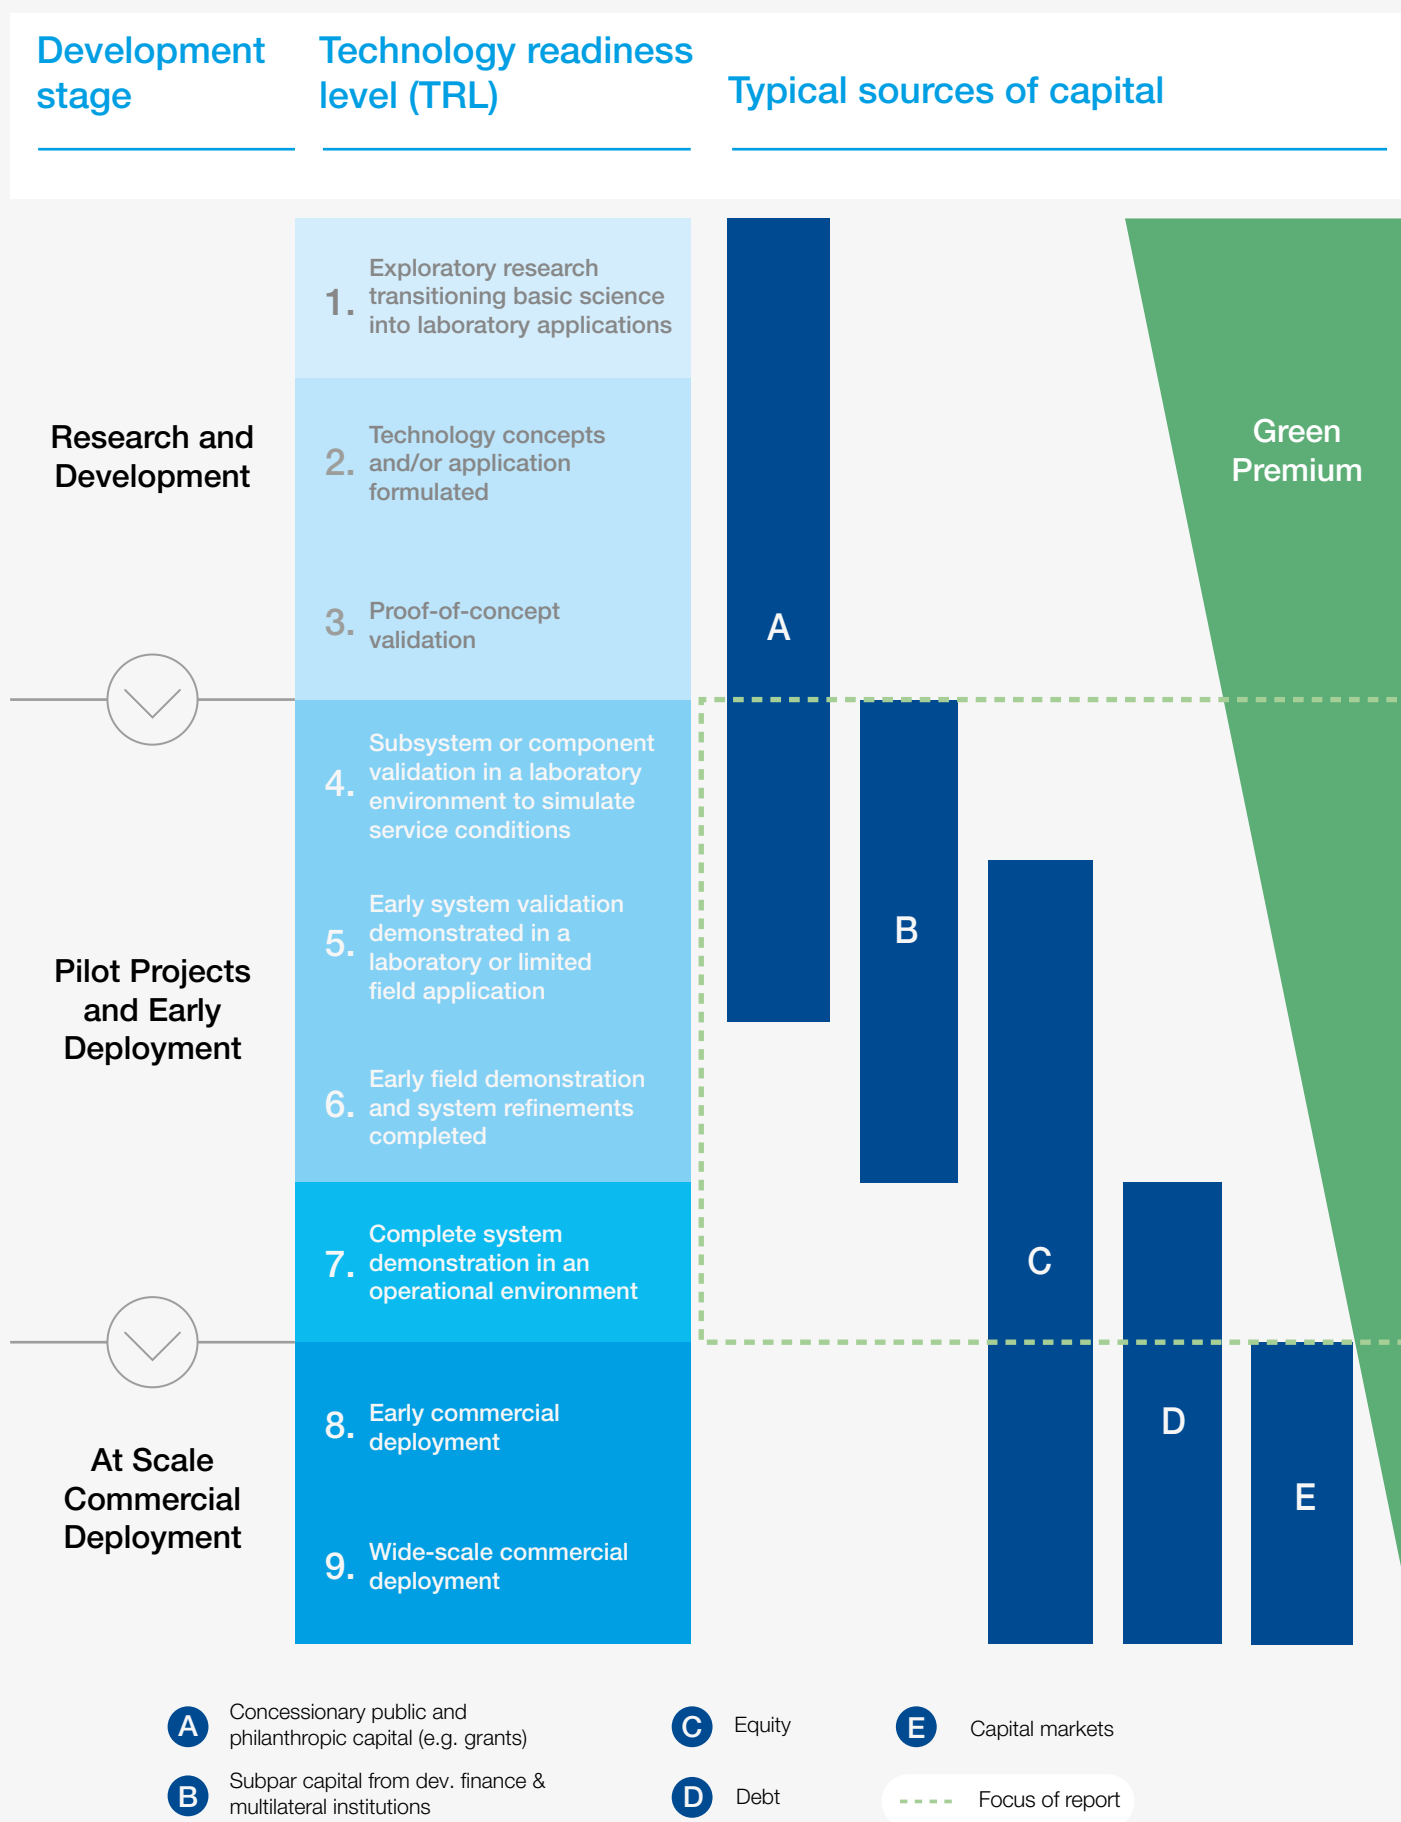 Development
stage
Technology readiness
level (TRL)
Typical sources of capital
Research and
Development
1.
Exploratory research
transitioning basic science
into laboratory applications
2.
Technology concepts
and/or application
formulated
3.
Proof-of-concept
validation
Pilot Projects
and Early
Deployment
4.
Subsystem or component
validation in a laboratory
environment to simulate
service conditions
5.
Early system validation
demonstrated in a
laboratory or limited
field application
6.
Early field demonstration
and system refinements
completed
7.
Complete system
demonstration in an
operational environment
At Scale
Commercial
Deployment
8.
Early commercial
deployment
9.
Wide-scale commercial
deployment
A
B
C
D
E
Green
Premium
A
Concessionary public and
philanthropic capital (e.g. grants)
B
Subpar capital from dev. finance &
multilateral institutions
C
Equity
D
Debt
E
Capital markets
Focus of report